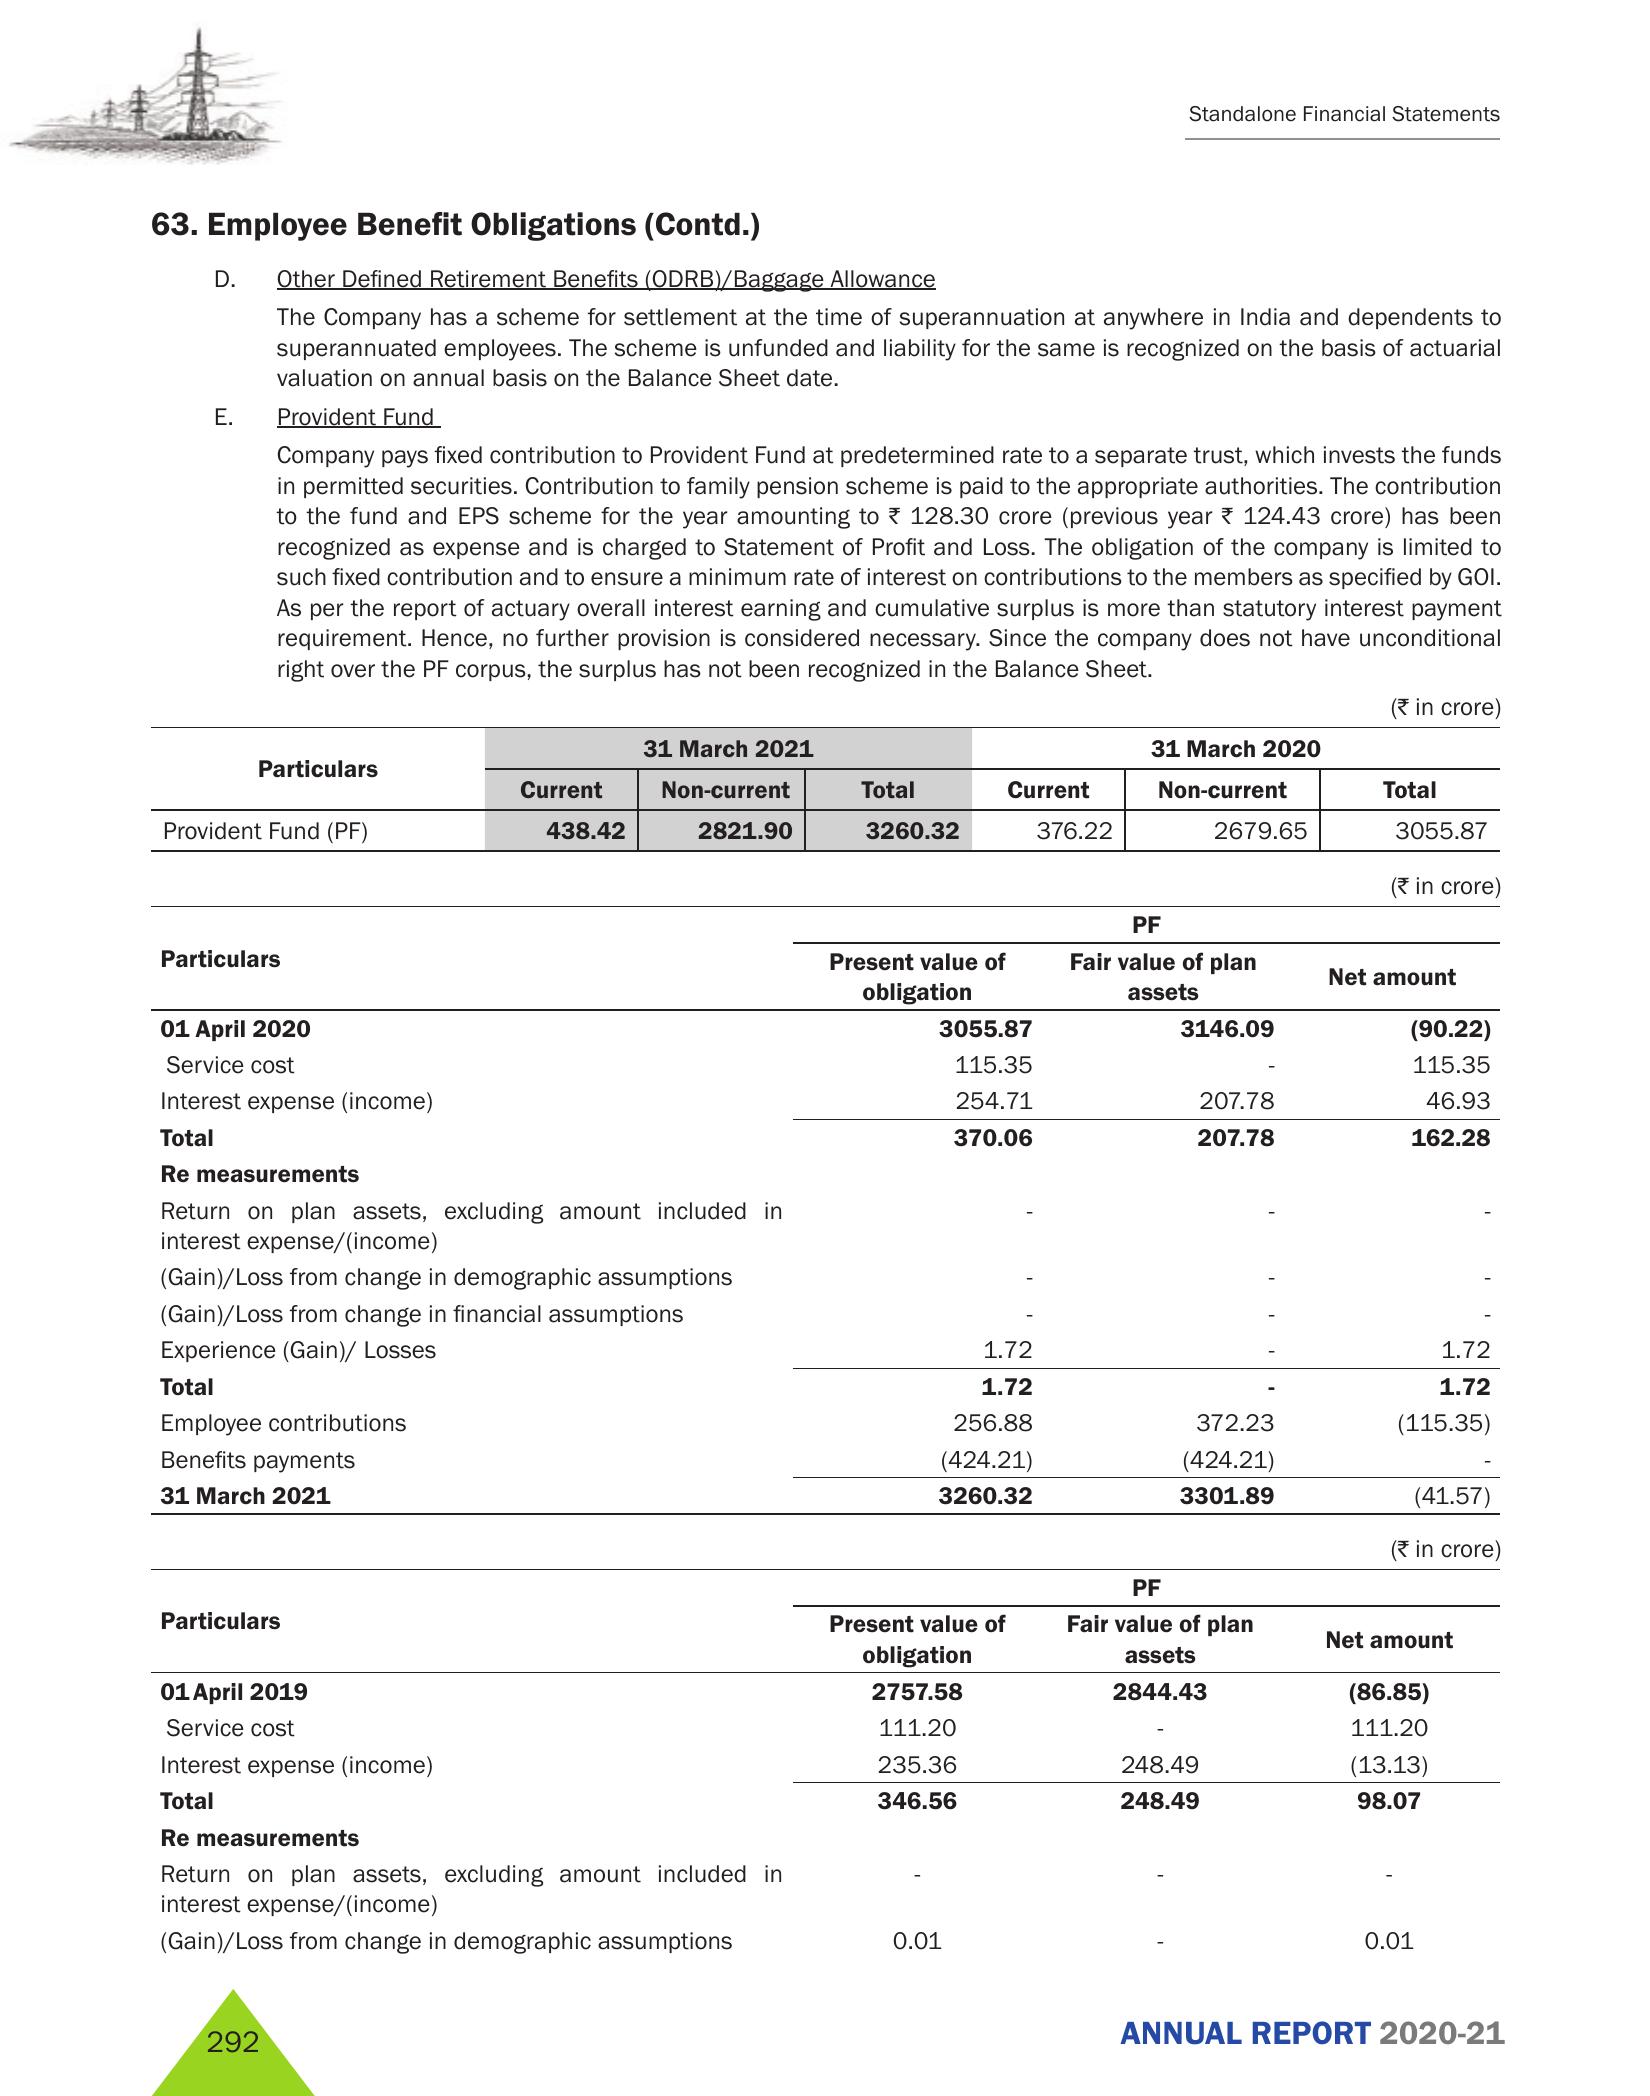 Standalone Financial Statements
63. Employee Benefit Obligations (Contd.)
D. Other Defined Retirement Benefits (ODRB)/Baggage Allowance
The Company has a scheme for settlement at the time of superannuation at anywhere in India and dependents to
superannuated employees. The scheme is unfunded and liability for the same is recognized on the basis of actuarial
valuation on annual basis on the Balance Sheet date.
E. Provident Fund
Company pays fixed contribution to Provident Fund at predetermined rate to a separate trust, which invests the funds
in permitted securities. Contribution to family pension scheme is paid to the appropriate authorities. The contribution
to the fund and EPS scheme for the year amounting to ₹ 128.30 crore (previous year ₹ 124.43 crore) has been
recognized as expense and is charged to Statement of Profit and Loss. The obligation of the company is limited to
such fixed contribution and to ensure a minimum rate of interest on contributions to the members as specified by GOI.
As per the report of actuary overall interest earning and cumulative surplus is more than statutory interest payment
requirement. Hence, no further provision is considered necessary. Since the company does not have unconditional
right over the PF corpus, the surplus has not been recognized in the Balance Sheet.
(₹ in crore)
Particulars 31 March 2021 31 March 2020
Current Non-current Total Current Non-current Total
Provident Fund (PF) 438.42 2821.90 3260.32 376.22 2679.65 3055.87
(₹ in crore)
PF
Particulars Present value of obligation Fair value of plan assets Net amount
01 April 2020 3055.87 3146.09 (90.22)
Service cost 115.35 - 115.35
Interest expense (income) 254.71 207.78 46.93
Total 370.06 207.78 162.28
Re measurements
Return on plan assets, excluding amount included in - - -
interest expense/(income)
(Gain)/Loss from change in demographic assumptions - - -
(Gain)/Loss from change in financial assumptions - - -
Experience (Gain)/ Losses 1.72 - 1.72
Total 1.72 - 1.72
Employee contributions 256.88 372.23 (115.35)
Benefits payments (424.21) (424.21) -
31 March 2021 3260.32 3301.89 (41.57)
(₹ in crore)
PF
Particulars Present value of obligation Fair value of plan assets Net amount
01 April 2019 2757.58 2844.43 (86.85)
Service cost 111.20 - 111.20
Interest expense (income) 235.36 248.49 (13.13)
Total 346.56 248.49 98.07
Re measurements
Return on plan assets, excluding amount included in - - -
interest expense/(income)
(Gain)/Loss from change in demographic assumptions 0.01 - 0.01
292
ANNUAL REPORT 2020-21